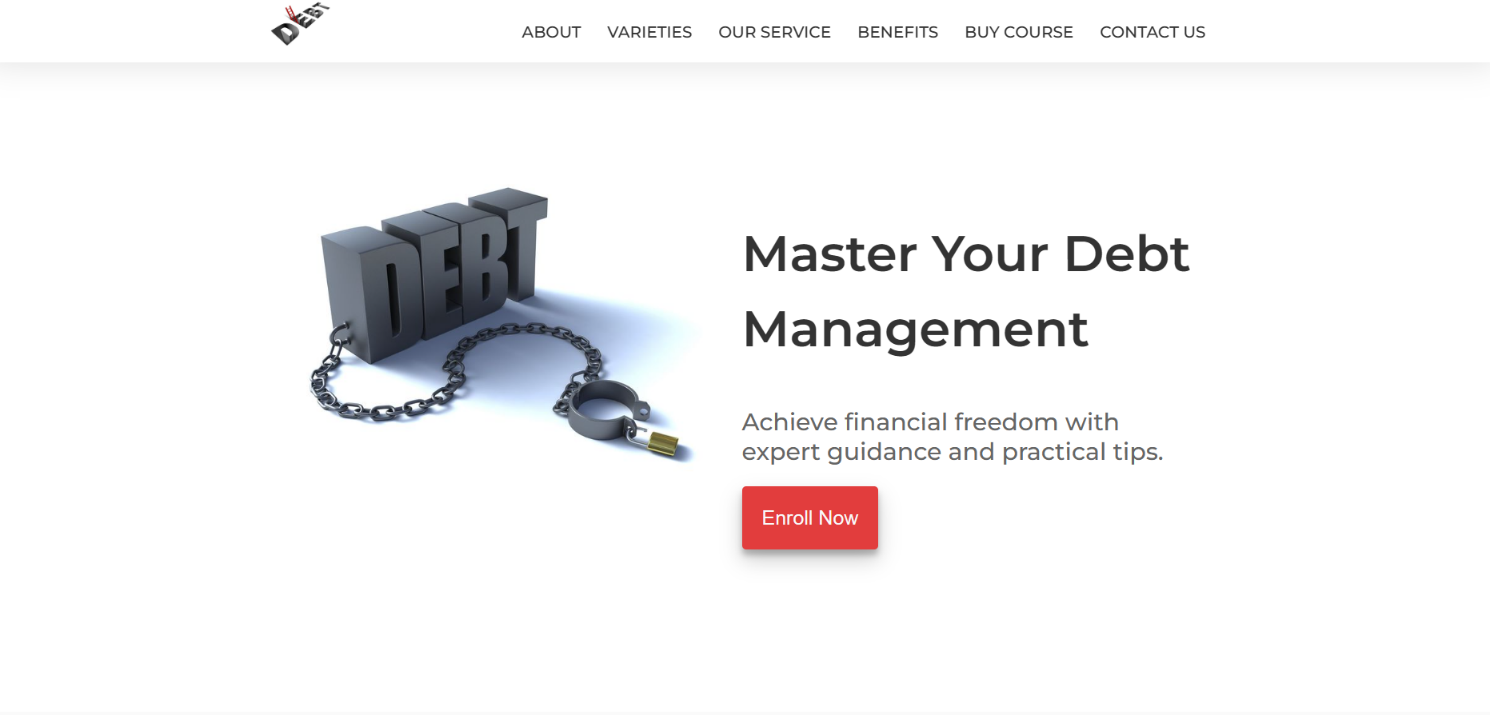 DEBT
ABOUT VARIETIES OUR SERVICE BENEFITS BUY COURSE CONTACT US
DEBT
Master Your Debt
Management
Achieve financial freedom with
expert guidance and practical tips.
Enroll Now